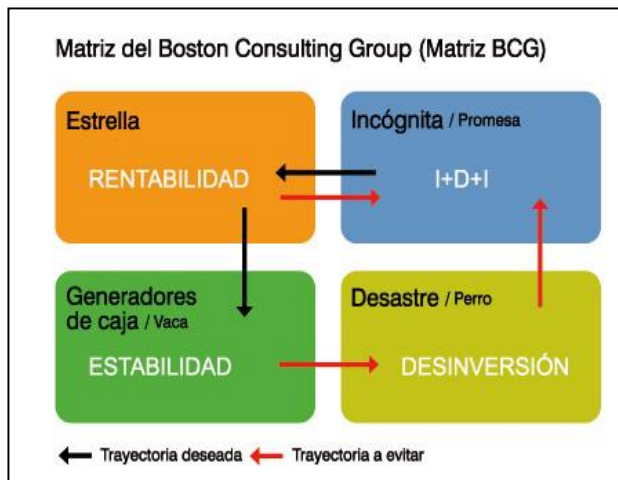 Matriz del Boston Consulting Group (Matriz BCG)
Estrella
RENTABILIDAD
Incógnita / Promesa
I+D+I
Generadores
de caja / Vaca
ESTABILIDAD
Desastre / Perro
DESINVERSIÓN
Trayectoria deseada
Trayectoria a evitar